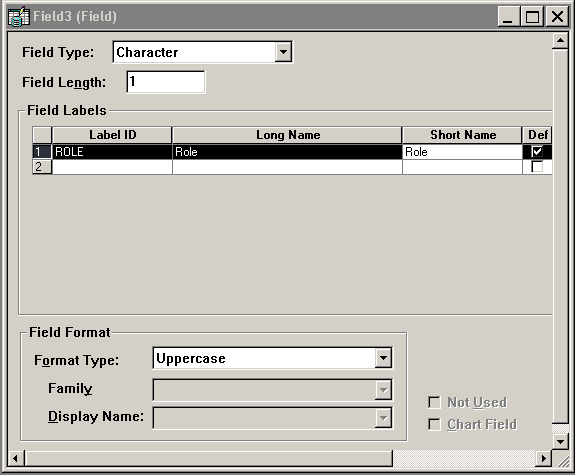 Field3 (Field)
Field Type: Character
Field Length: 1
Field Labels
Label ID Long Name Short Name Def
1 ROLE Role Role
2
Field Format
Format Type: Uppercase
Family
Not Used
Display Name:
Chart Field